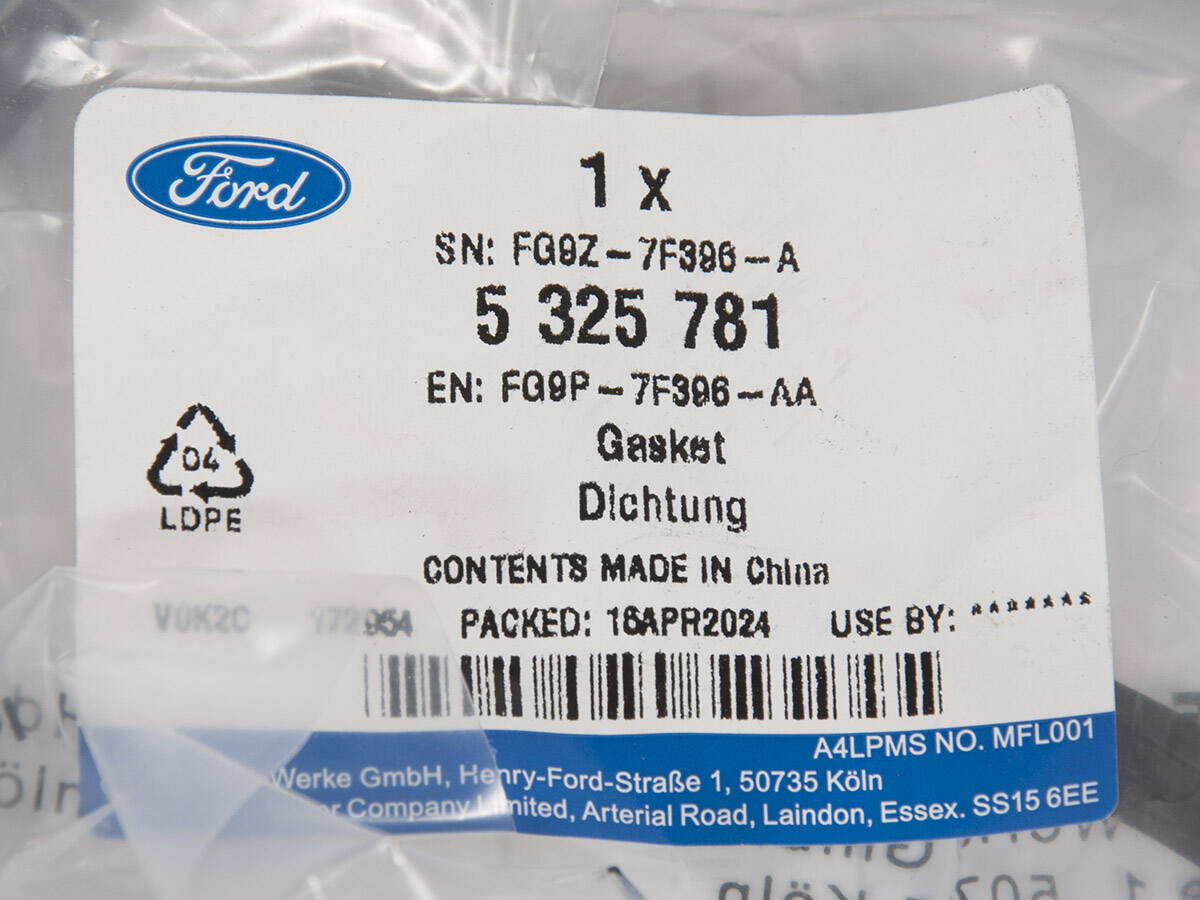 Ford
1 x
SN: FG9Z-7F396-A
5 325 781
EN: FG9P-7F396-AA
Gasket
Dichtung
04
LDPE
CONTENTS MADE IN China
V0K2C 172954 PACKED: 16APR2024 USE BY: ********
A4LPMS NO. MFL001
Werke GmbH, Henry-Ford-Straße 1, 50735 Köln
Company Limited, Arterial Road, Laindon, Essex. SS15 6EE